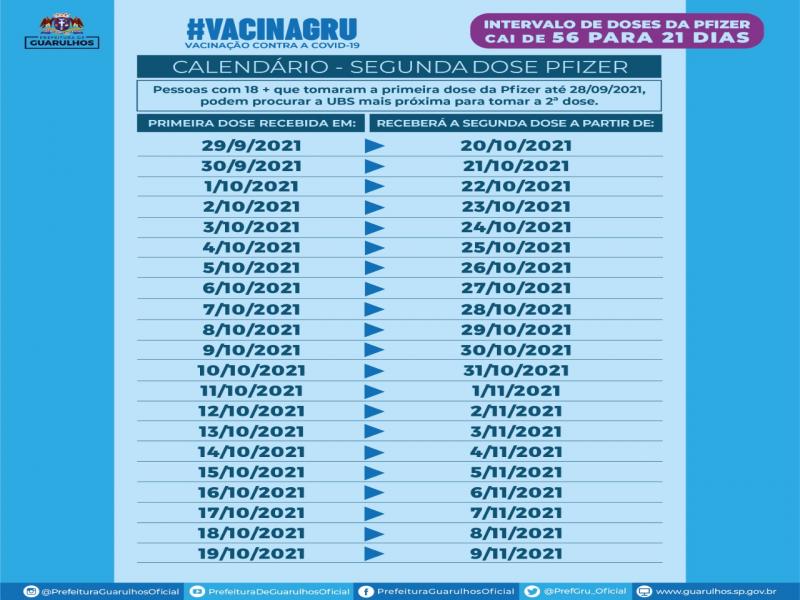 PREFEITURA DE
GUARULHOS
#VACINAGRU
VACINAÇÃO CONTRA A COVID-19
INTERVALO DE DOSES DA PFIZER
CAI DE 56 PARA 21 DIAS
CALENDÁRIO - SEGUNDA DOSE PFIZER
Pessoas com 18 + que tomaram a primeira dose da Pfizer até 28/09/2021,
podem procurar a UBS mais próxima para tomar a 2ª dose.
PRIMEIRA DOSE RECEBIDA EM: RECEBERÁ A SEGUNDA DOSE A PARTIR DE:
29/9/2021 20/10/2021
30/9/2021 21/10/2021
1/10/2021 22/10/2021
2/10/2021 23/10/2021
3/10/2021 24/10/2021
4/10/2021 25/10/2021
5/10/2021 26/10/2021
6/10/2021 27/10/2021
7/10/2021 28/10/2021
8/10/2021 29/10/2021
9/10/2021 30/10/2021
10/10/2021 31/10/2021
11/10/2021 1/11/2021
12/10/2021 2/11/2021
13/10/2021 3/11/2021
14/10/2021 4/11/2021
15/10/2021 5/11/2021
16/10/2021 6/11/2021
17/10/2021 7/11/2021
18/10/2021 8/11/2021
19/10/2021 9/11/2021
@PrefeituraGuarulhosOficial PrefeituraDeGuarulhosOficial PrefeituraGuarulhosOficial @PrefGru_Oficial www.guarulhos.sp.gov.br